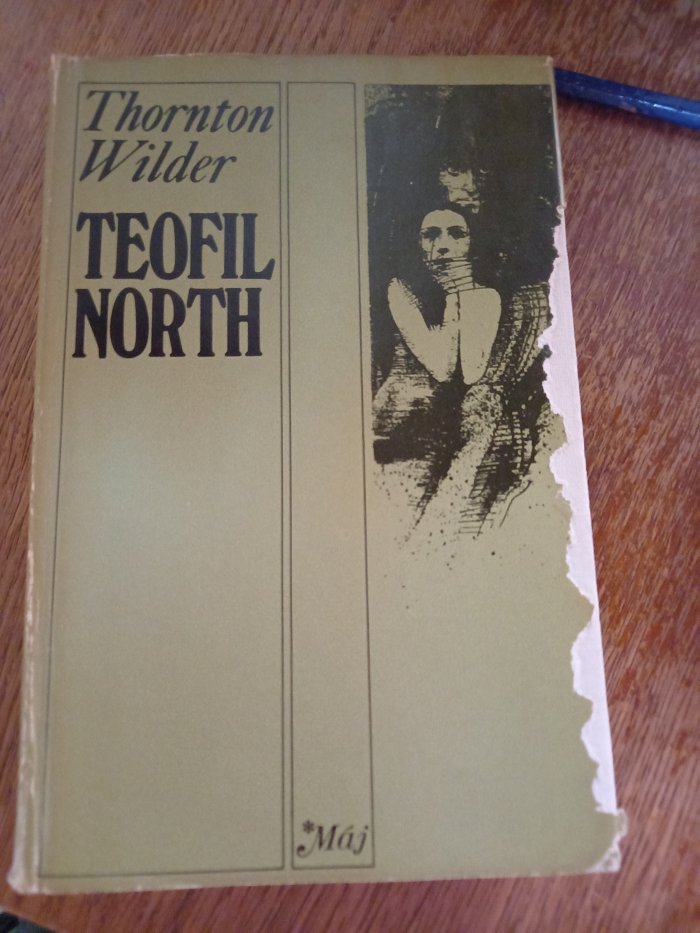 Thornton
Wilder
TEOFIL
NORTH
*Máj